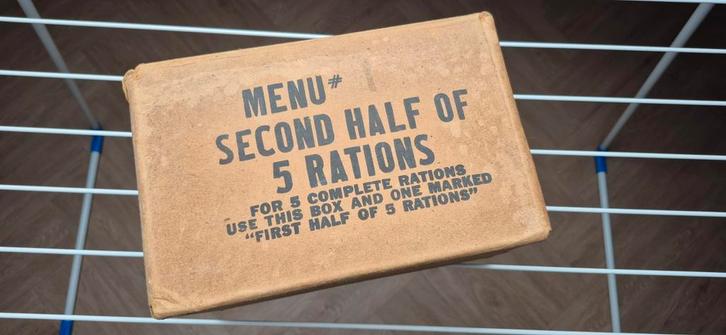 MENU#
SECOND HALF OF
5 RATIONS
FOR 5 COMPLETE RATIONS
USE THIS BOX AND ONE MARKED
"FIRST HALF OF 5 RATIONS"